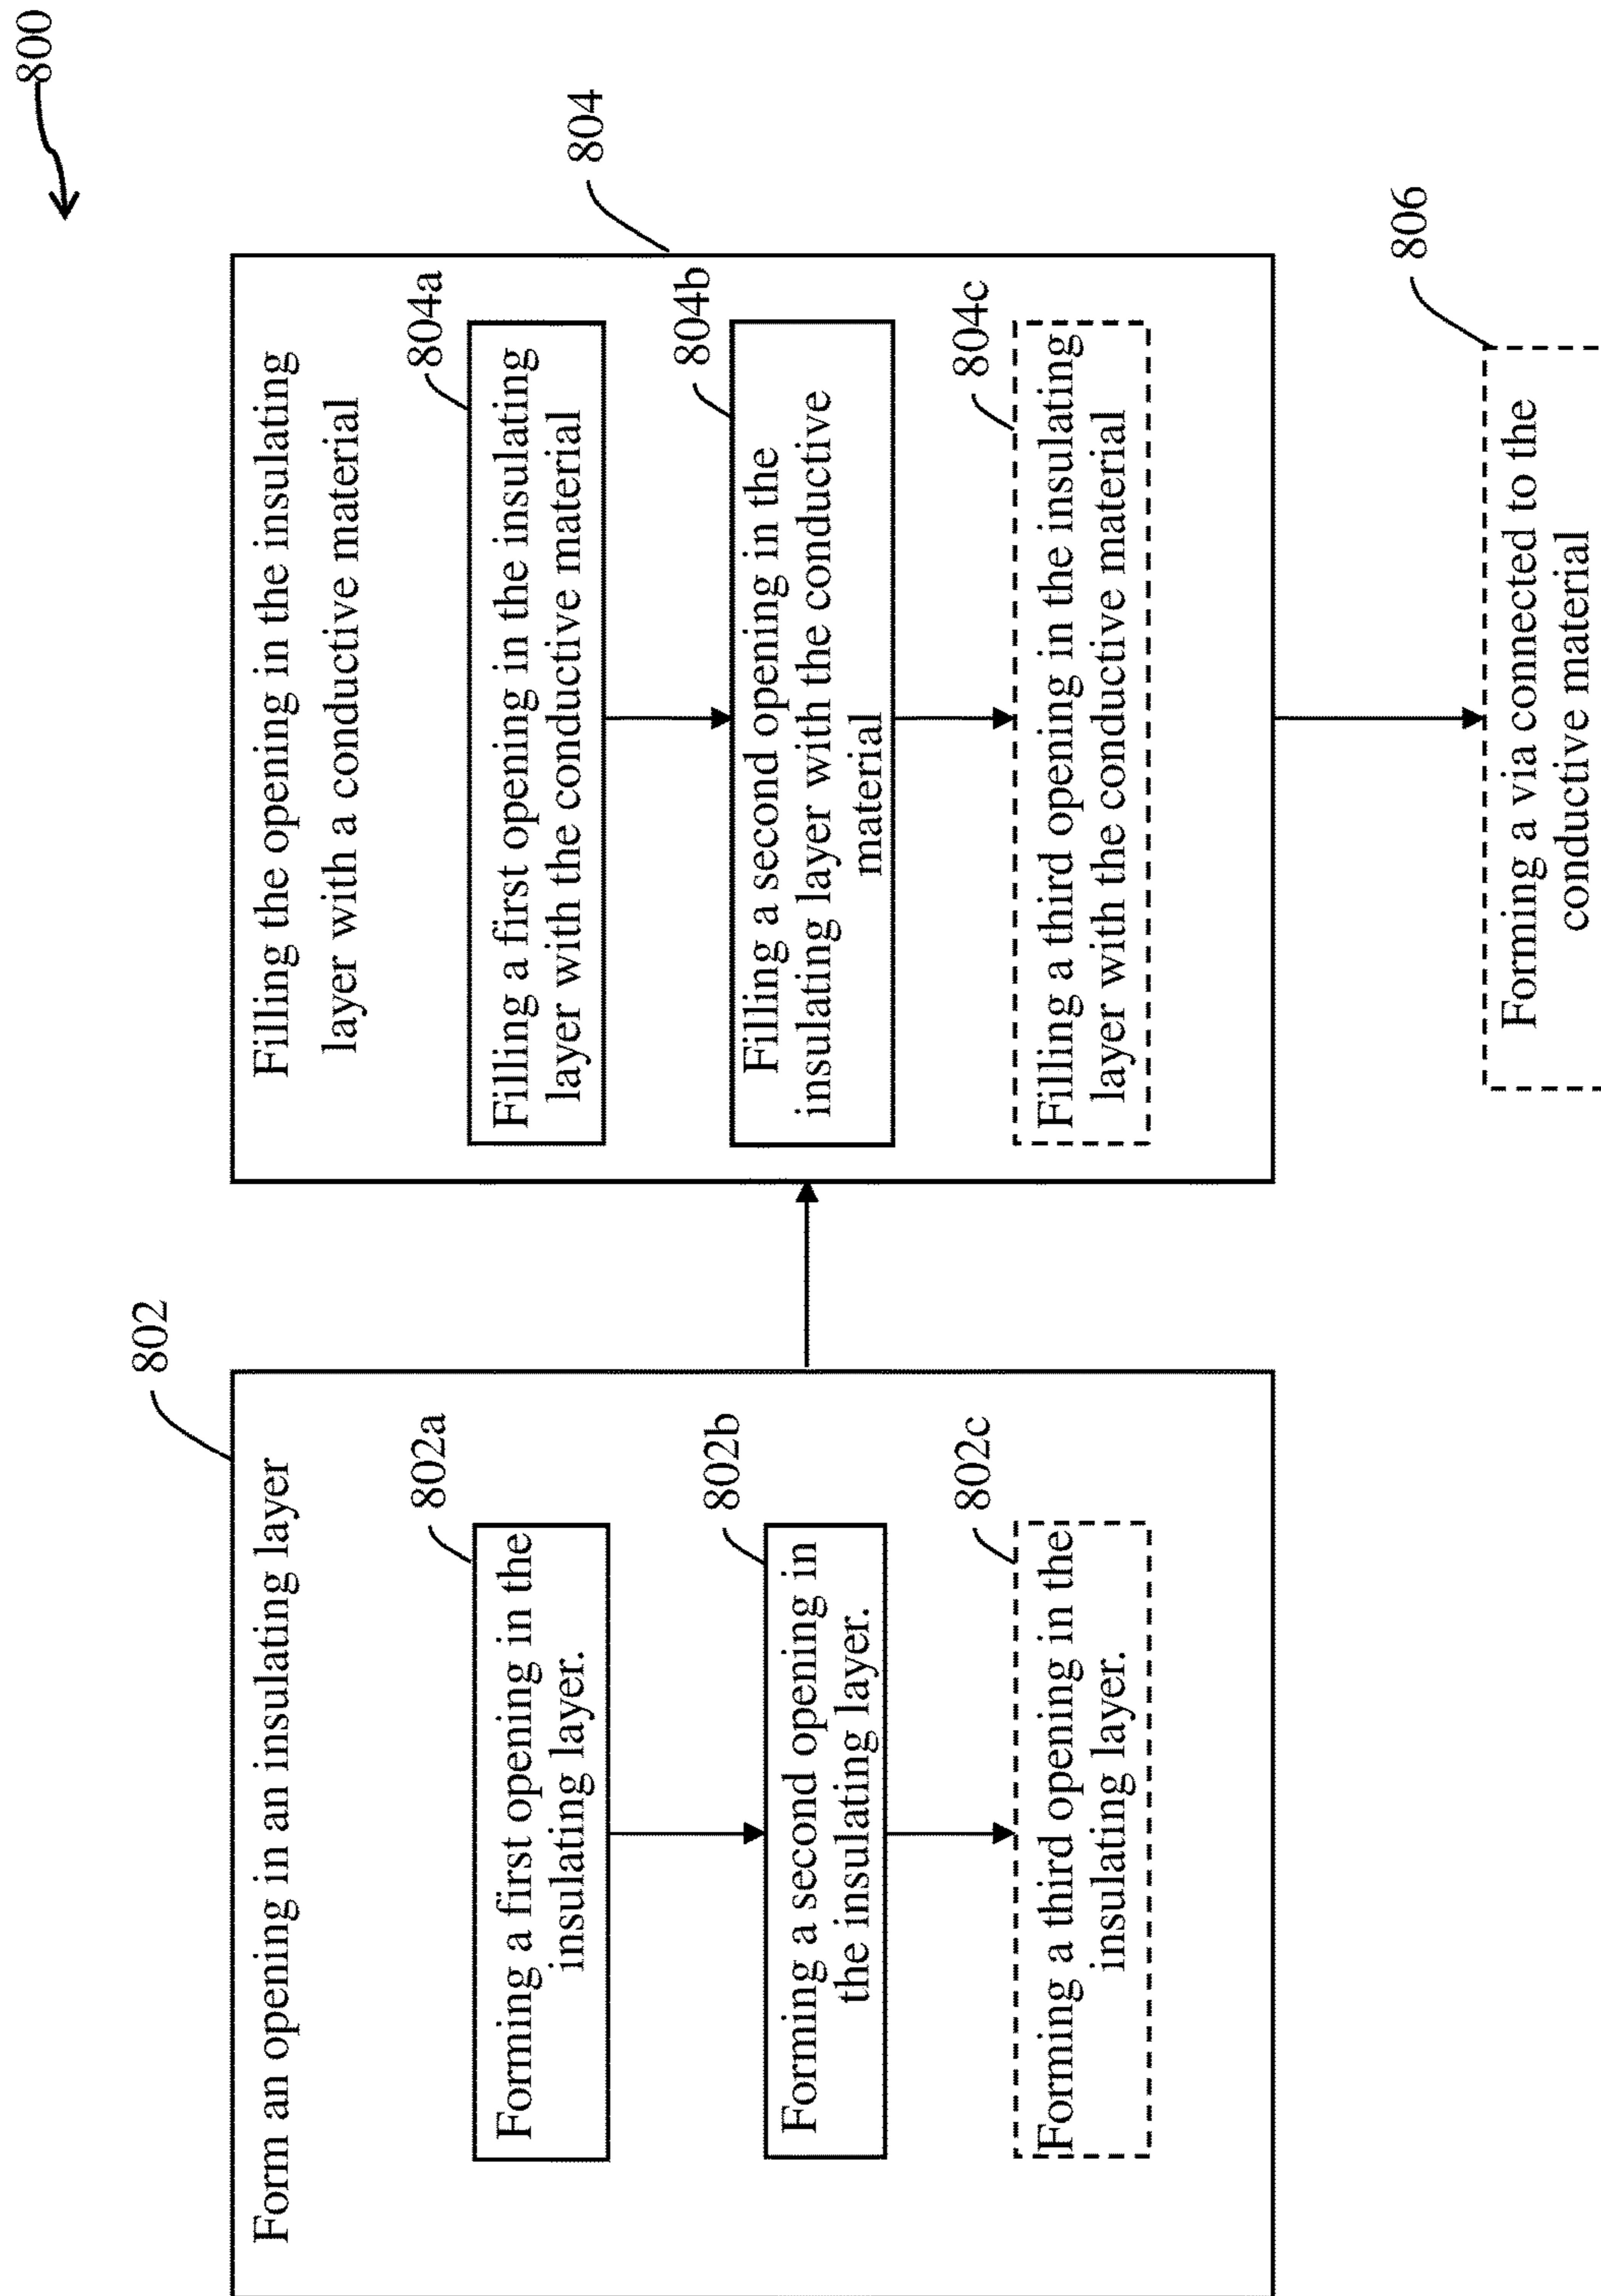 800
802
Form an opening in an insulating layer
802a
Forming a first opening in the
insulating layer.
802b
Forming a second opening in
the insulating layer.
802c
Forming a third opening in the
insulating layer.
804
Filling the opening in the insulating
layer with a conductive material
804a
Filling a first opening in the insulating
layer with the conductive material
804b
Filling a second opening in the
insulating layer with the conductive
material
804c
Filling a third opening in the insulating
layer with the conductive material
806
Forming a via connected to the
conductive material